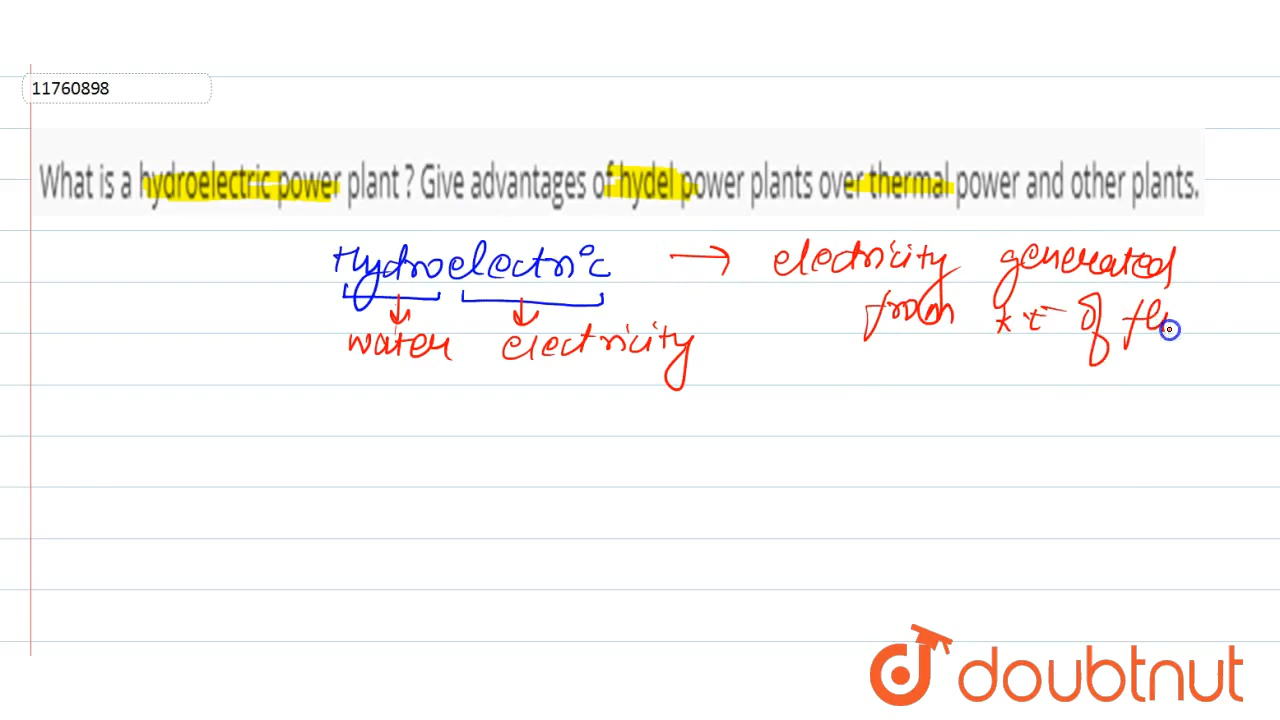 11760898
What is a hydroelectric power plant ? Give advantages of hydel power plants over thermal power and other plants.
Hydroelectric → electricity generated
from of
water electricity
doubtnut